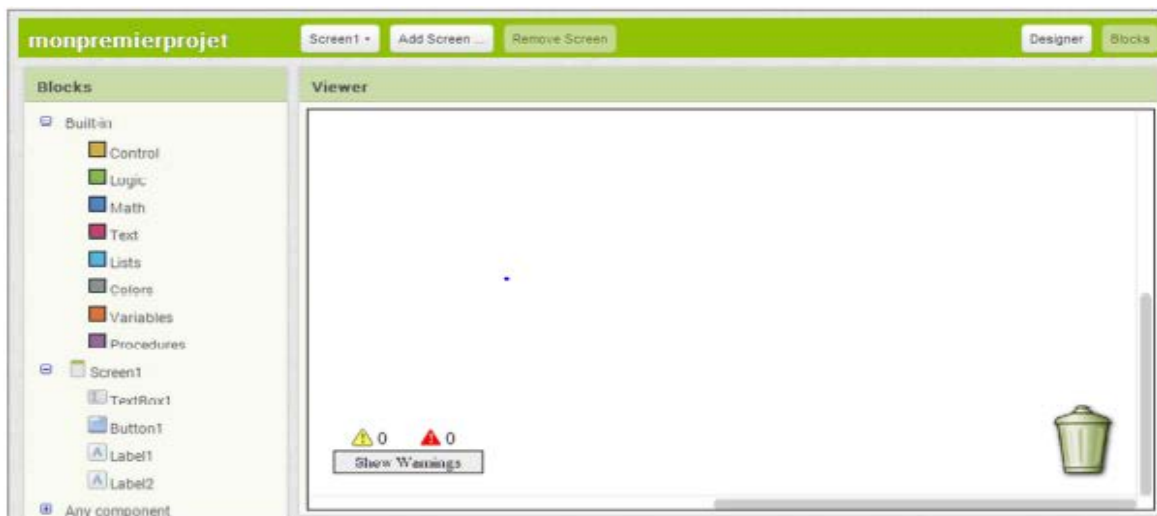 monpremierprojet
Screen1
Add Screen ...
Remove Screen
Designer
Blocks
Blocks
Viewer
Built-in
Control
Logic
Math
Text
Lists
Colors
Variables
Procedures
Screen1
TextBox1
Button1
Label1
Label2
Any component
0
0
Show Warnings